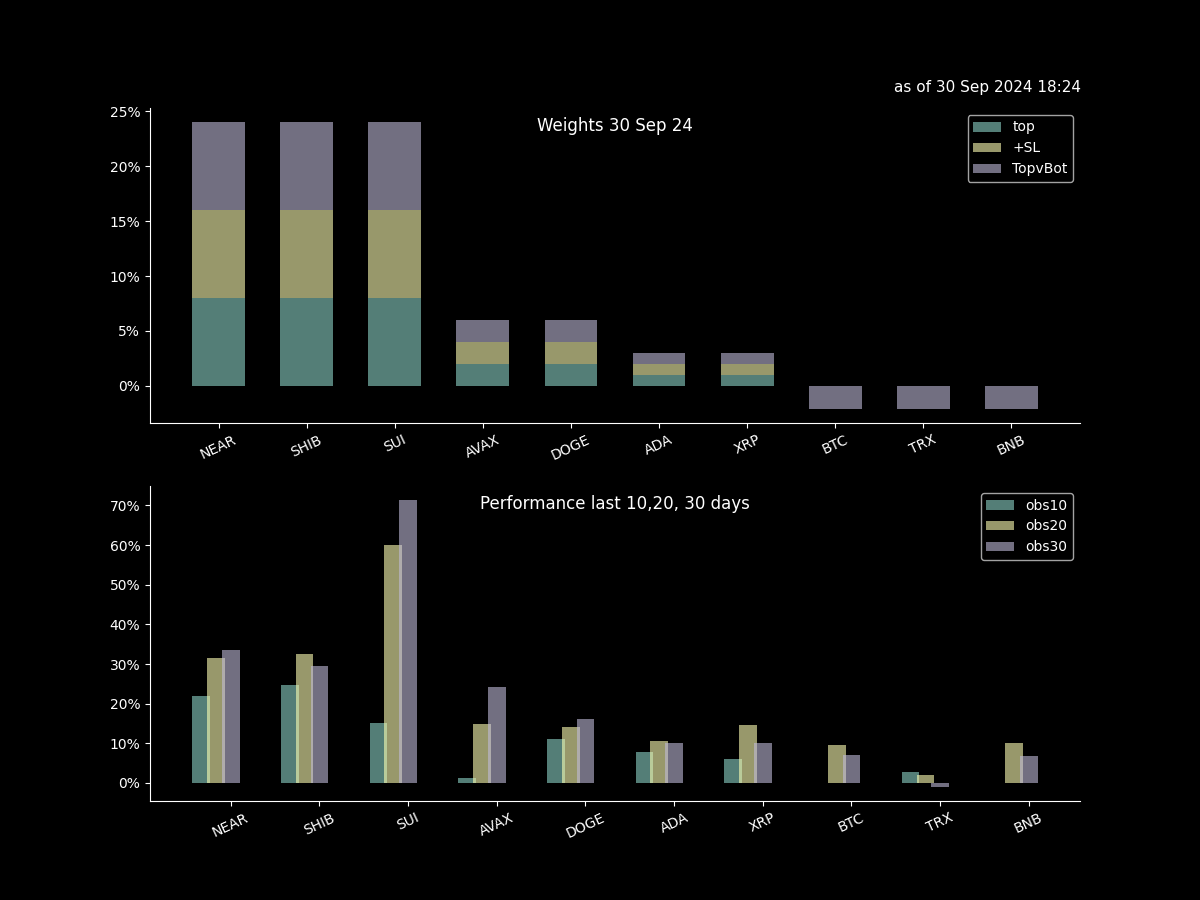 as of 30 Sep 2024 18:24
Weights 30 Sep 24
25%
20%
15%
10%
5%
0%
top
+SL
TopvBot
NEAR SHIB SUI AVAX DOGE ADA XRP BTC TRX BNB
Performance last 10,20, 30 days
70%
60%
50%
40%
30%
20%
10%
0%
obs10
obs20
obs30
NEAR SHIB SUI AVAX DOGE ADA XRP BTC TRX BNB